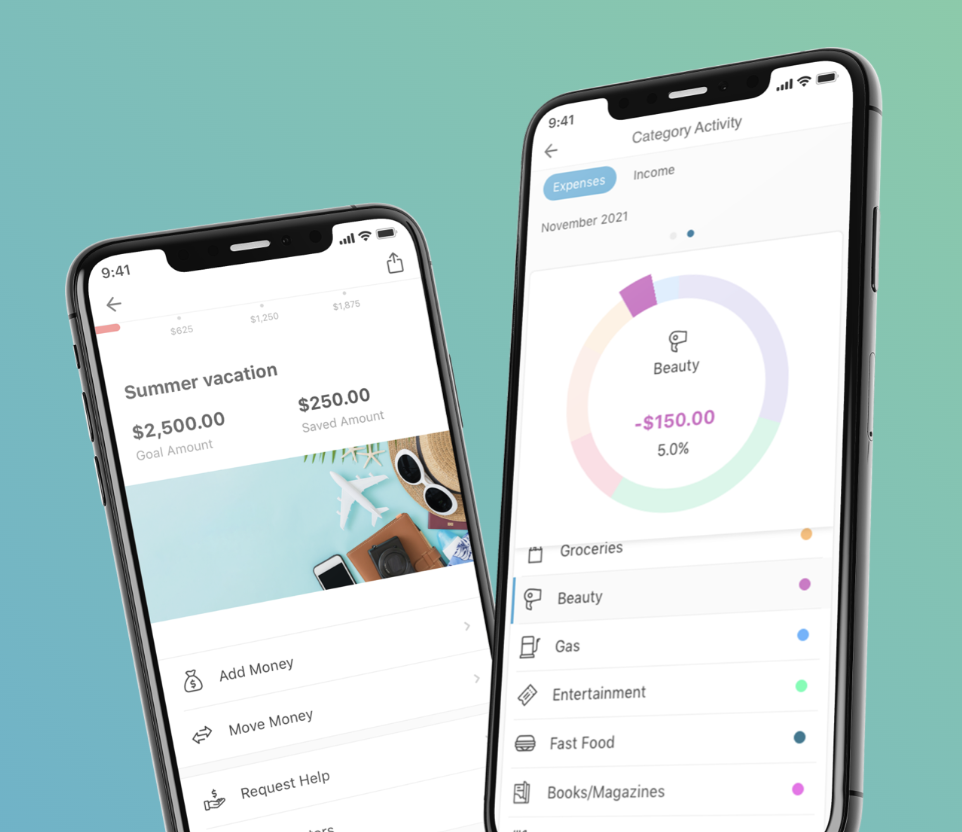 9:41
$625
$1,250
$1,875
Summer vacation
$2,500.00
Goal Amount
$250.00
Saved Amount
Add Money
Move Money
Request Help
9:41
Category Activity
Expenses
Income
November 2021
Beauty
-$150.00
5.0%
Groceries
Beauty
Gas
Entertainment
Fast Food
Books/Magazines